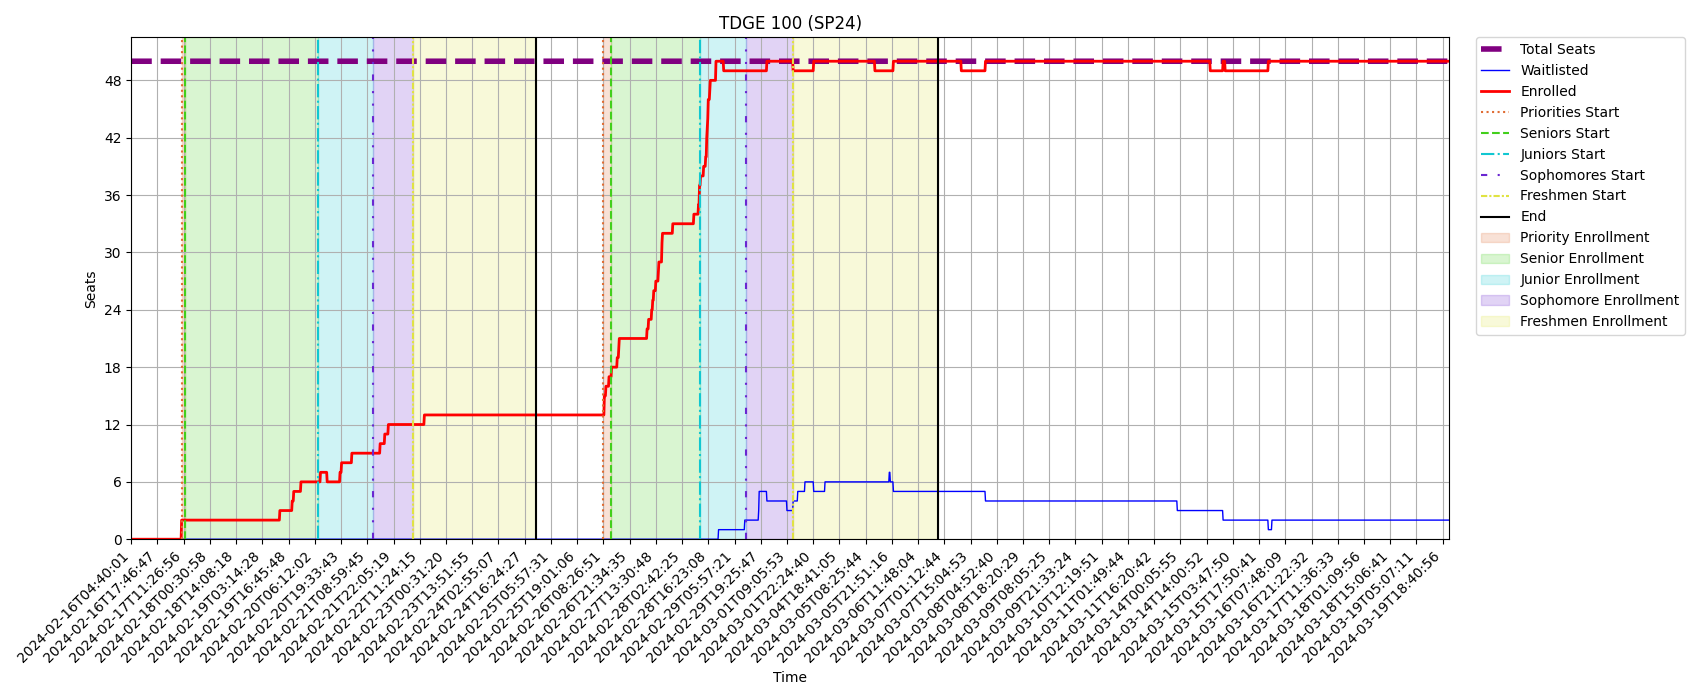 TDGE 100 (SP24)
Total Seats
Waitlisted
Enrolled
Priorities Start
Seniors Start
Juniors Start
Sophomores Start
Freshmen Start
End
Priority Enrollment
Senior Enrollment
Junior Enrollment
Sophomore Enrollment
Freshmen Enrollment
Seats
48
42
36
30
24
18
12
6
0
2024-02-16T04:40:01
2024-02-16T17:46:47
2024-02-17T11:26:56
2024-02-18T00:30:58
2024-02-18T14:08:18
2024-02-19T03:14:28
2024-02-19T16:45:48
2024-02-20T06:12:02
2024-02-20T19:33:43
2024-02-21T08:59:45
2024-02-21T22:05:19
2024-02-22T11:24:15
2024-02-23T00:31:20
2024-02-23T13:51:55
2024-02-24T02:55:07
2024-02-24T16:24:27
2024-02-25T05:57:31
2024-02-25T19:01:06
2024-02-26T08:26:51
2024-02-26T21:34:35
2024-02-27T13:30:48
2024-02-28T02:42:25
2024-02-28T16:23:08
2024-02-29T05:57:21
2024-02-29T19:25:47
2024-03-01T09:05:53
2024-03-01T22:24:40
2024-03-04T18:41:05
2024-03-05T08:25:44
2024-03-05T21:51:16
2024-03-06T11:48:04
2024-03-07T01:12:44
2024-03-07T15:04:53
2024-03-08T04:52:40
2024-03-08T18:20:29
2024-03-09T08:05:25
2024-03-09T21:33:24
2024-03-10T12:19:51
2024-03-11T01:49:44
2024-03-11T16:20:42
2024-03-14T00:05:55
2024-03-14T14:00:52
2024-03-15T03:47:50
2024-03-15T17:50:41
2024-03-16T07:48:09
2024-03-16T21:22:32
2024-03-17T11:36:33
2024-03-18T01:09:56
2024-03-18T15:06:41
2024-03-19T05:07:11
2024-03-19T18:40:56
Time